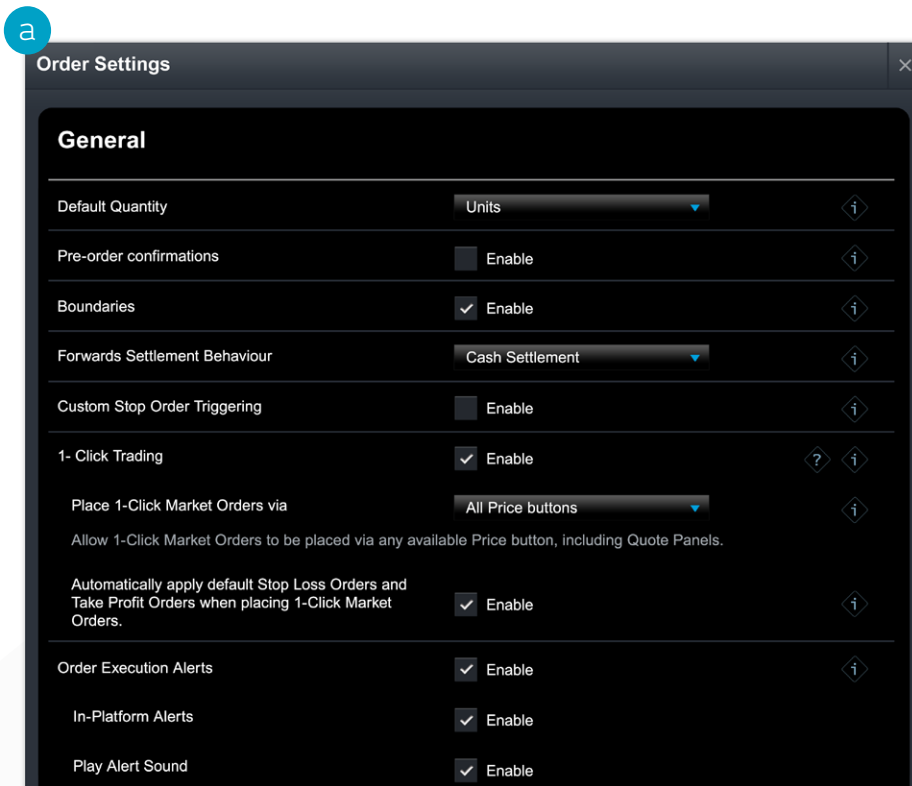 a
Order Settings
General
Default Quantity
Units
Pre-order confirmations
Enable
Boundaries
Enable
Forwards Settlement Behaviour
Cash Settlement
Custom Stop Order Triggering
Enable
1- Click Trading
Enable
?
Place 1-Click Market Orders via
All Price buttons
Allow 1-Click Market Orders to be placed via any available Price button, including Quote Panels.
Automatically apply default Stop Loss Orders and
Take Profit Orders when placing 1-Click Market
Orders.
Enable
Order Execution Alerts
Enable
In-Platform Alerts
Enable
Play Alert Sound
Enable